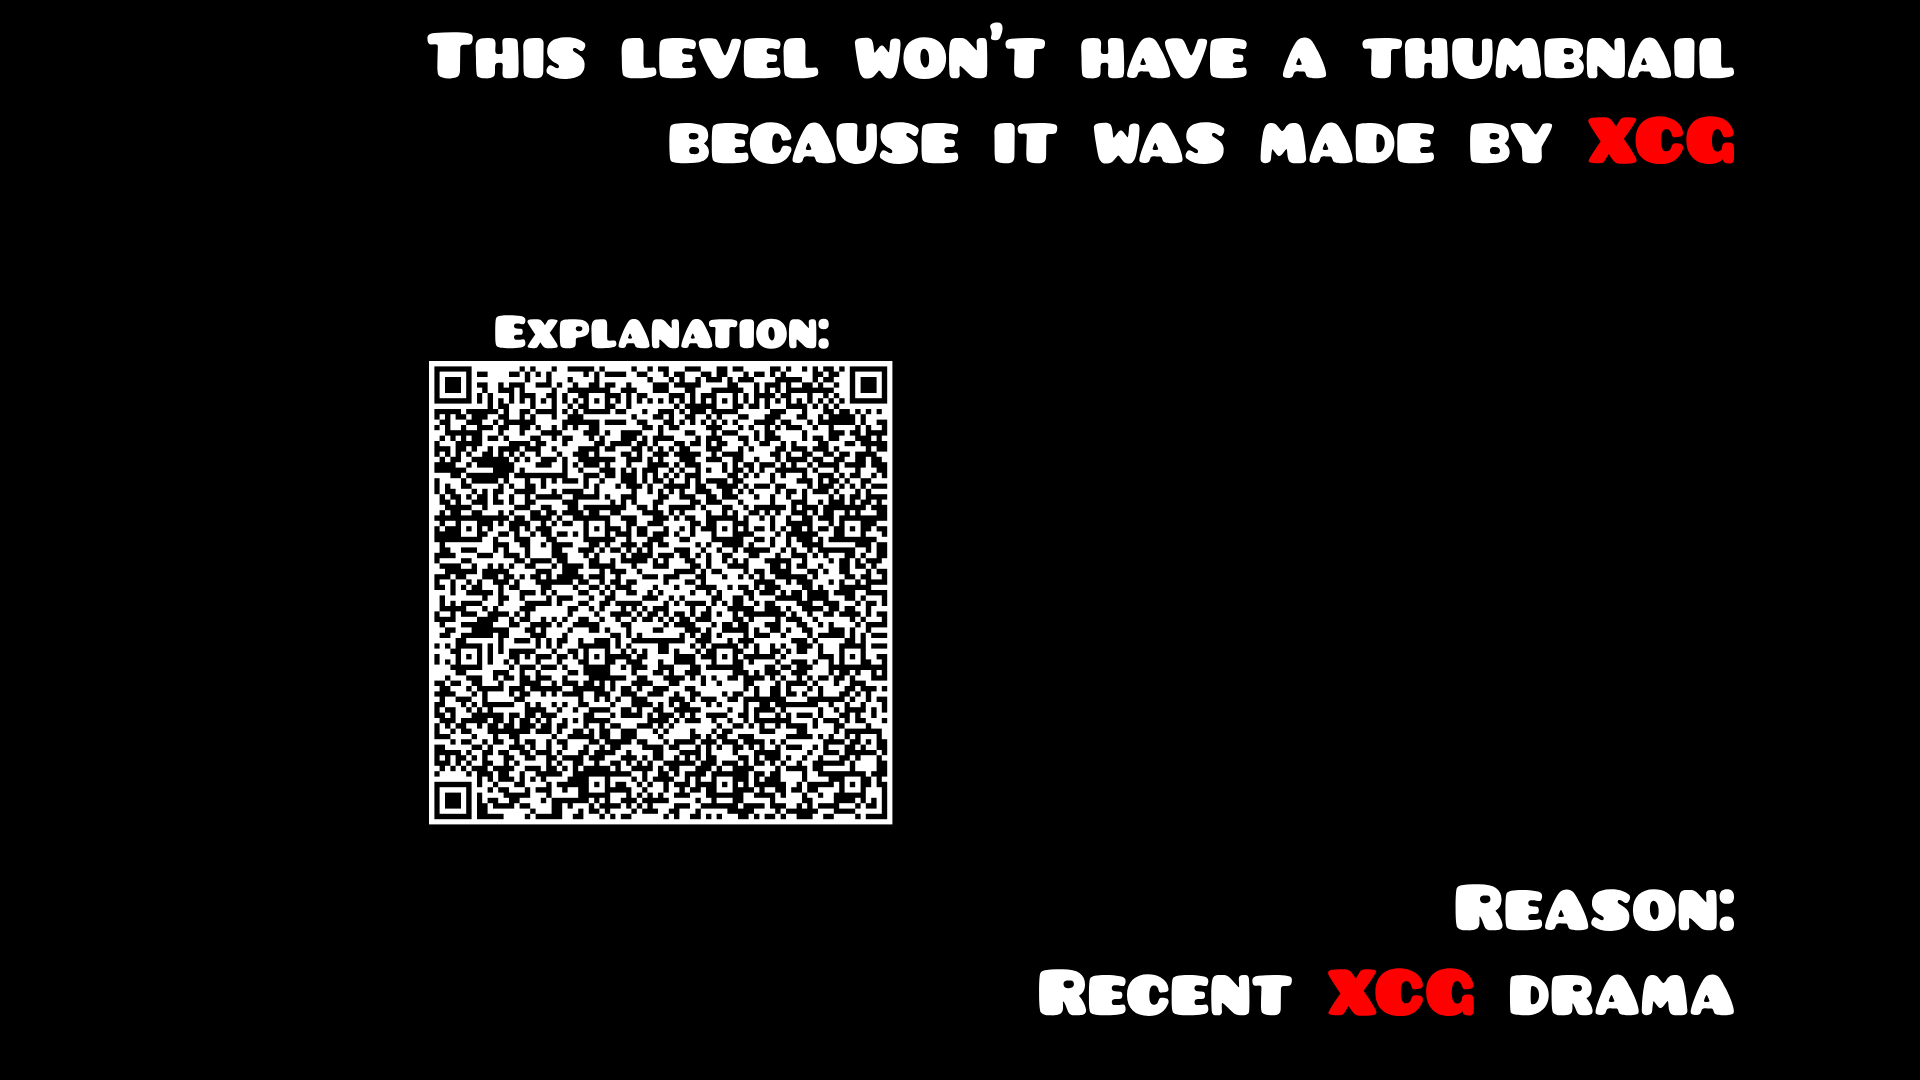 This level won't have a thumbnail
because it was made by XCG
Explanation:
Reason:
Recent XCG drama